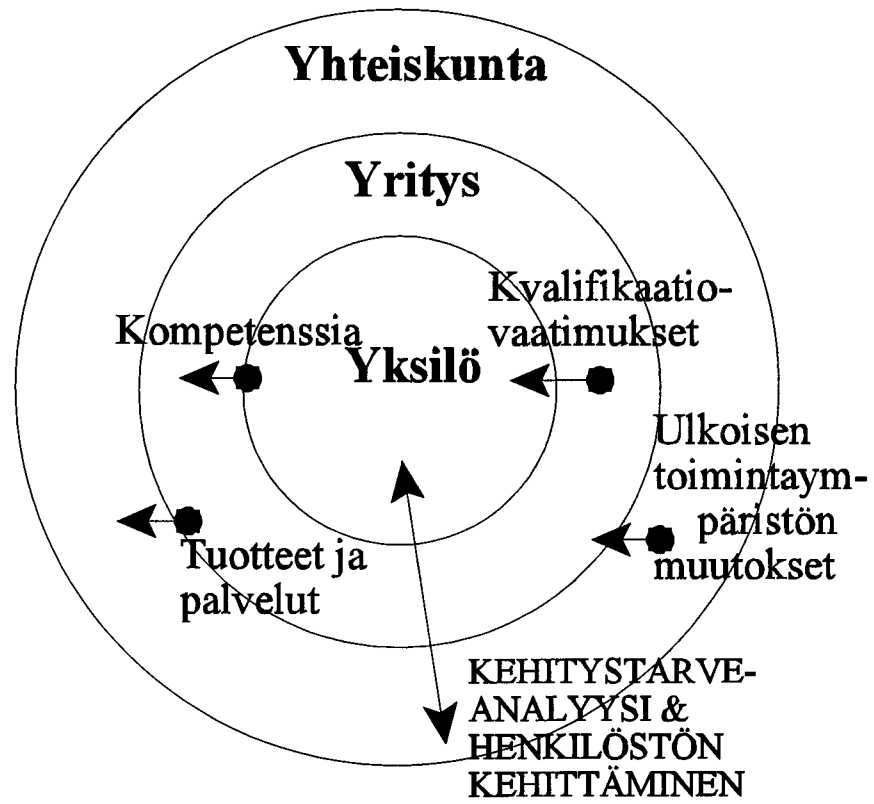 Yhteiskunta
Yritys
Kvalifikaatio-
vaatimukset
Kompetenssia
Yksilö
Ulkoisen
toimintaym-
päristön
muutokset
Tuotteet ja
palvelut
KEHITYSTARVE-
ANALYYSI &
HENKILÖSTÖN
KEHITTÄMINEN